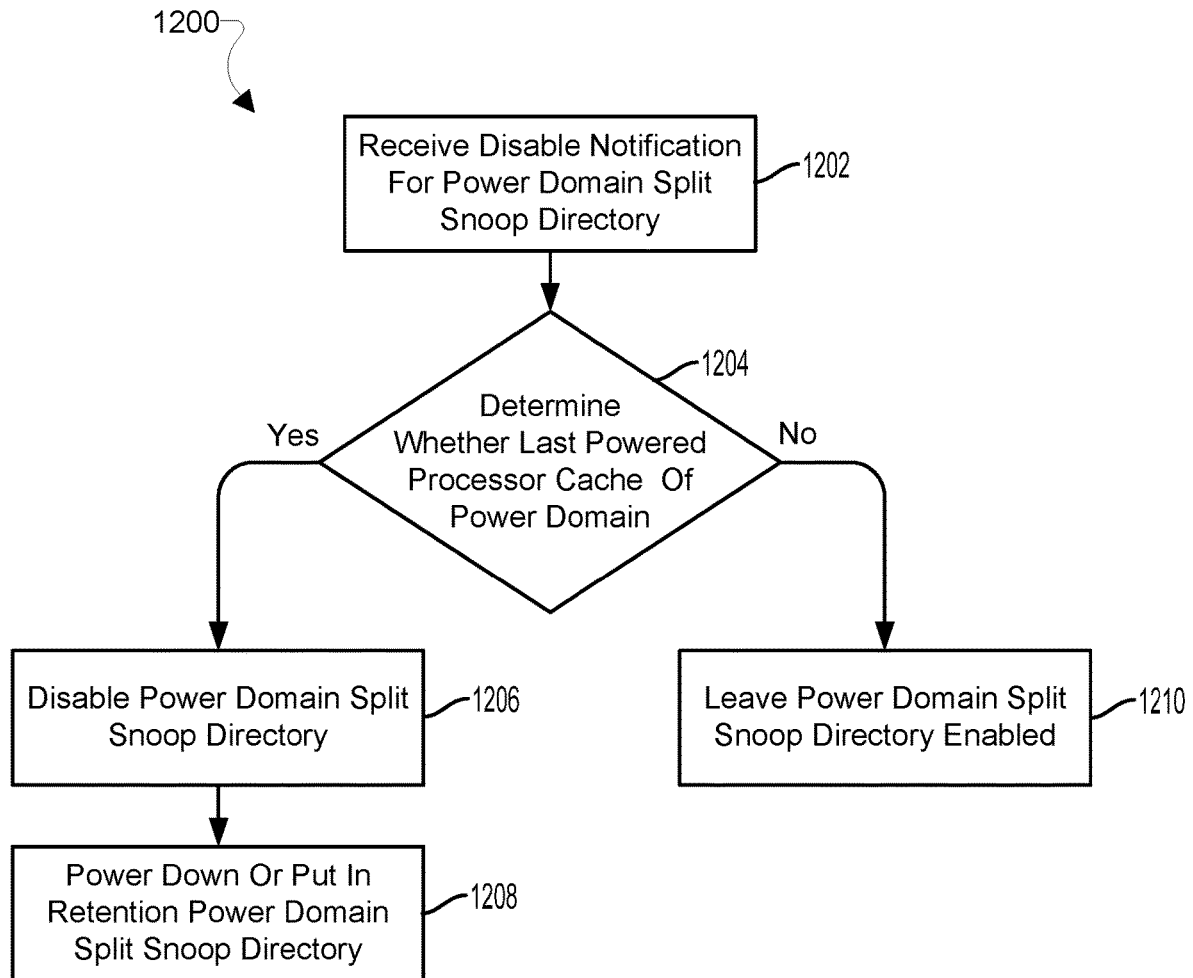 1200
Receive Disable Notification
For Power Domain Split
Snoop Directory
1202
1204
Determine
Whether Last Powered
Processor Cache Of
Power Domain
Yes
No
Disable Power Domain Split
Snoop Directory
1206
Leave Power Domain Split
Snoop Directory Enabled
1210
Power Down Or Put In
Retention Power Domain
Split Snoop Directory
1208